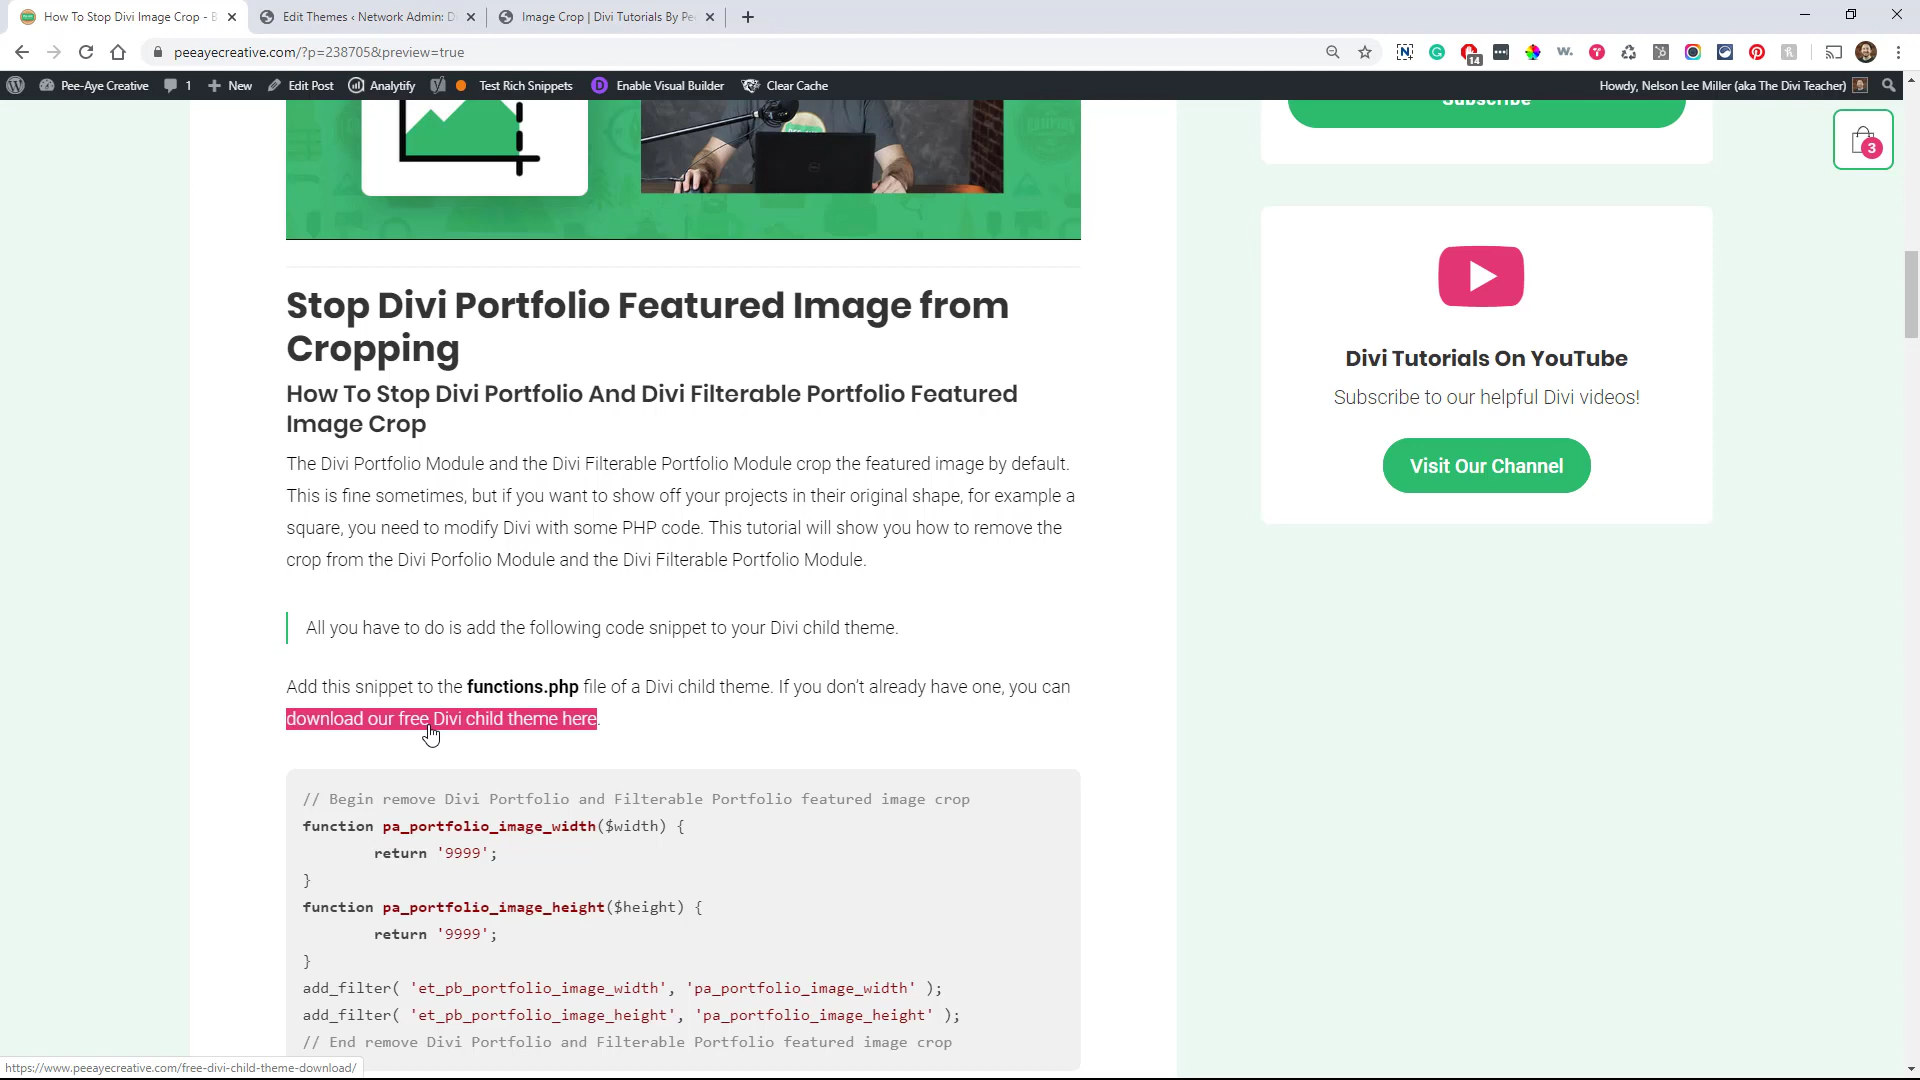 How To Stop Divi Image Crop - B
Edit Themes ‹ Network Admin: D
Image Crop | Divi Tutorials By Pe
peeayecreative.com/?p=238705&preview=true
14
Pee-Aye Creative
1
New
Edit Post
Analytify
Test Rich Snippets
Enable Visual Builder
Clear Cache
Howdy, Nelson Lee Miller (aka The Divi Teacher)
Subscribe
3
Stop Divi Portfolio Featured Image from
Cropping
How To Stop Divi Portfolio And Divi Filterable Portfolio Featured
Image Crop
The Divi Portfolio Module and the Divi Filterable Portfolio Module crop the featured image by default.
This is fine sometimes, but if you want to show off your projects in their original shape, for example a
square, you need to modify Divi with some PHP code. This tutorial will show you how to remove the
crop from the Divi Porfolio Module and the Divi Filterable Portfolio Module.
All you have to do is add the following code snippet to your Divi child theme.
Add this snippet to the functions.php file of a Divi child theme. If you don't already have one, you can
download our free Divi child theme here.
// Begin remove Divi Portfolio and Filterable Portfolio featured image crop
function pa_portfolio_image_width($width) {
return '9999';
}
function pa_portfolio_image_height($height) {
return '9999';
}
add_filter( 'et_pb_portfolio_image_width', 'pa_portfolio_image_width' );
add_filter( 'et_pb_portfolio_image_height', 'pa_portfolio_image_height' );
// End remove Divi Portfolio and Filterable Portfolio featured image crop
Divi Tutorials On YouTube
Subscribe to our helpful Divi videos!
Visit Our Channel
https://www.peeayecreative.com/free-divi-child-theme-download/